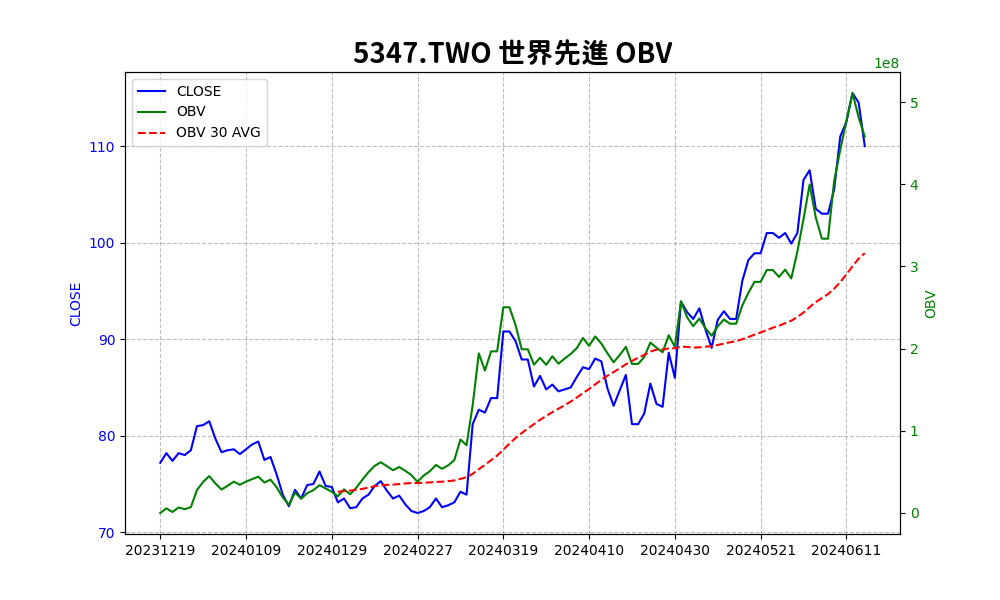 5347.TWO 世界先進 OBV
1e8
CLOSE
OBV
OBV 30 AVG
110
100
90
80
70
CLOSE
5
4
3
2
1
0
OBV
20231219 20240109 20240129 20240227 20240319 20240410 20240430 20240521 20240611